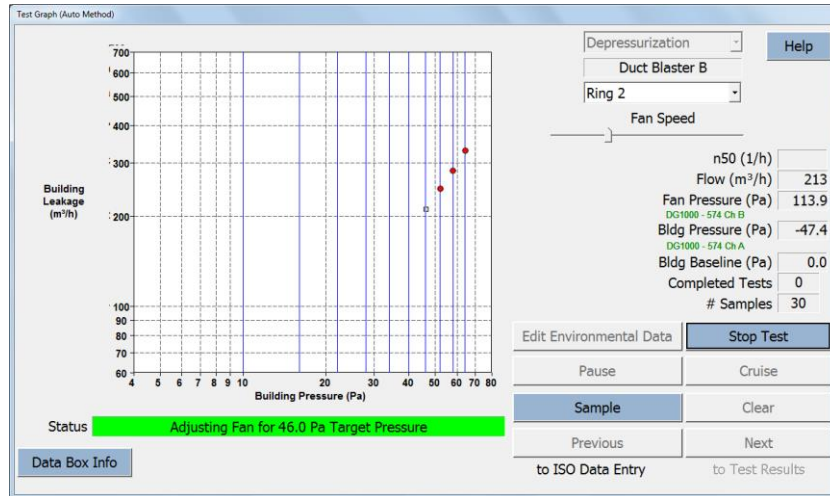 Test Graph (Auto Method)
700
600
500
400
300
200
100
90
80
70
60
Building
Leakage
(m³/h)
4 5 6 7 8 9 10 20 30 40 50 60 70 80
Building Pressure (Pa)
Status Adjusting Fan for 46.0 Pa Target Pressure
Data Box Info
Depressurization Help
Duct Blaster B
Ring 2
Fan Speed
n50 (1/h)
Flow (m³/h) 213
Fan Pressure (Pa) 113.9
DG1000 - 574 Ch B
Bldg Pressure (Pa) -47.4
DG1000 - 574 Ch A
Bldg Baseline (Pa) 0.0
Completed Tests 0
# Samples 30
Edit Environmental Data Stop Test
Pause Cruise
Sample Clear
Previous Next
to ISO Data Entry to Test Results